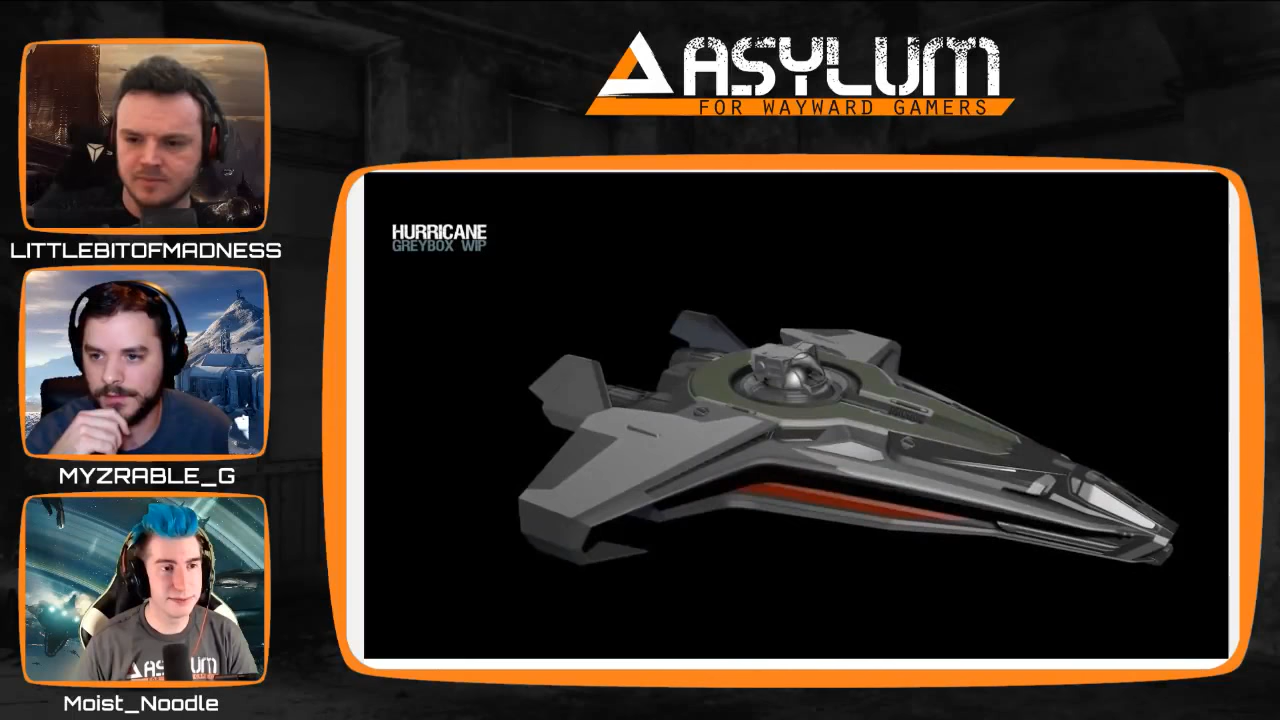 ASYLUM
FOR WAYWARD GAMERS
LITTLEBITOFMADNESS
HURRICANE
GREYBOX WIP
MYZRABLE_G
Moist_Noodle